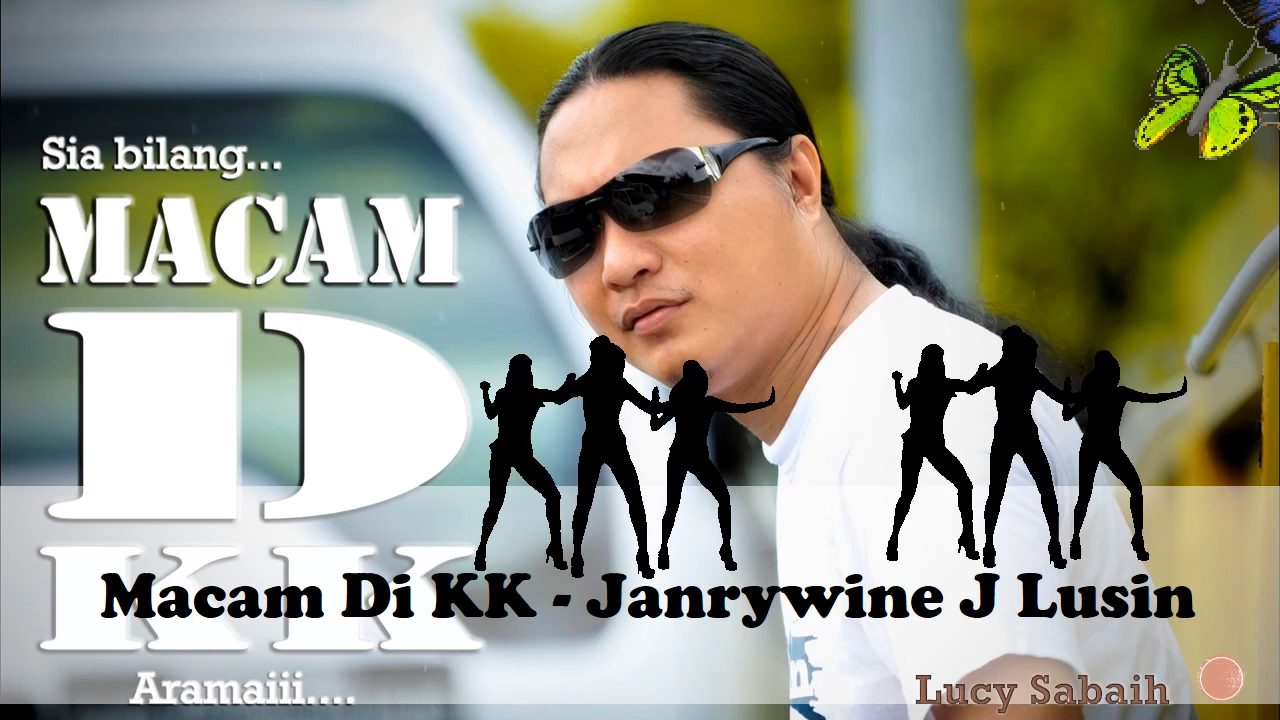 Sia bilang...
MACAM
D
KK
Macam Di KK - Janrywine J Lusin
Aramaiii....
Lucy Sabaih